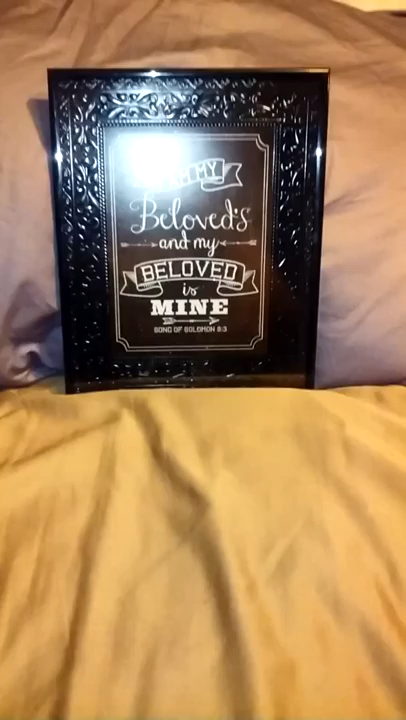 MY
Beloved's
and my
BELOVED
is
MINE
SONG OF SOLOMON 6:3